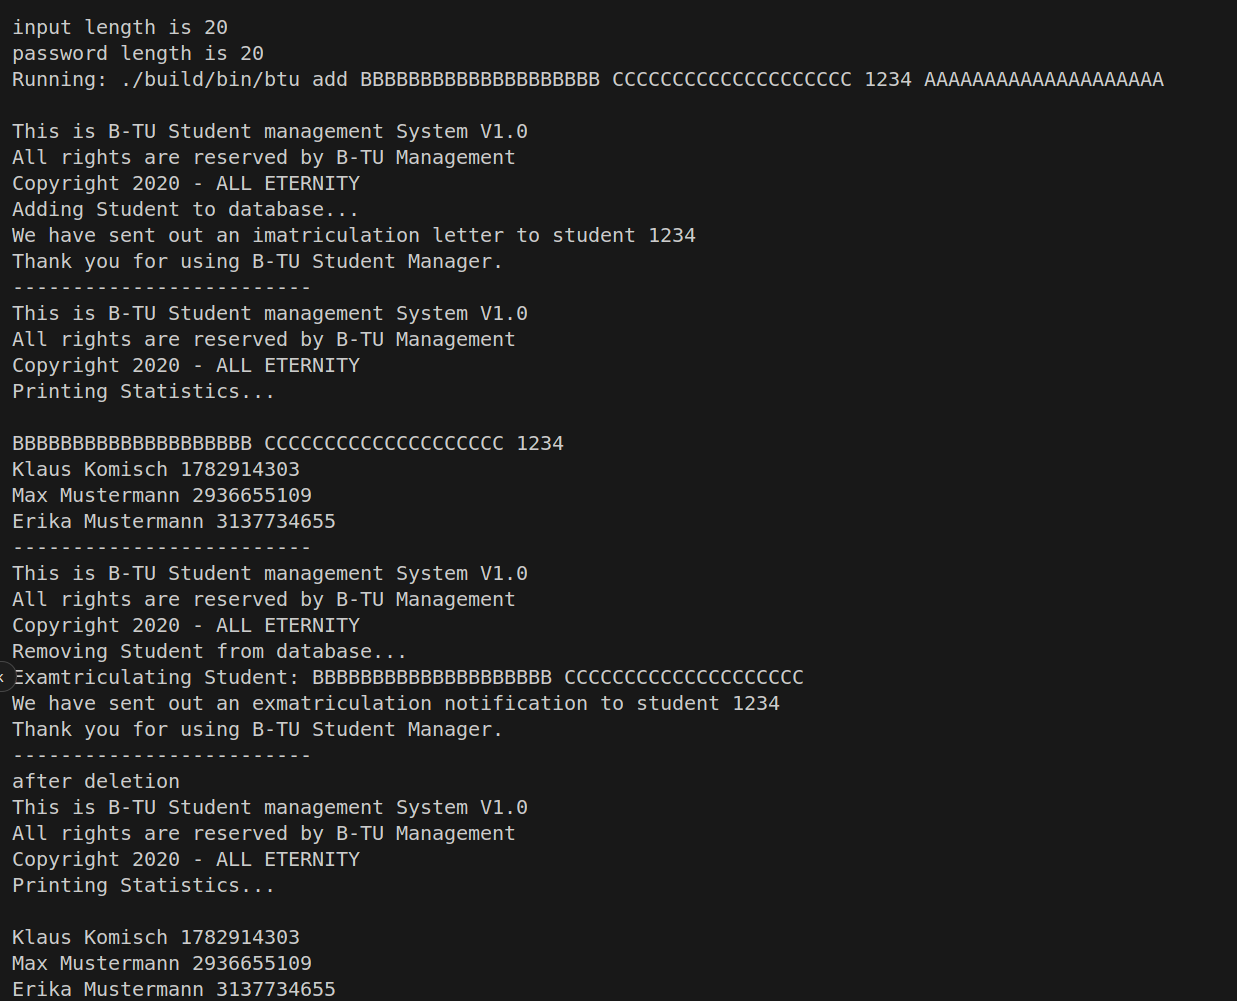 input length is 20
password length is 20
Running: ./build/bin/btu add BBBBBBBBBBBBBBBBBBBB CCCCCCCCCCCCCCCCCCCC 1234 AAAAAAAAAAAAAAAAAAAA
This is B-TU Student management System V1.0
All rights are reserved by B-TU Management
Copyright 2020 - ALL ETERNITY
Adding Student to database...
We have sent out an imatriculation letter to student 1234
Thank you for using B-TU Student Manager.
-------------------------
This is B-TU Student management System V1.0
All rights are reserved by B-TU Management
Copyright 2020 - ALL ETERNITY
Printing Statistics...
BBBBBBBBBBBBBBBBBBBB CCCCCCCCCCCCCCCCCCCC 1234
Klaus Komisch 1782914303
Max Mustermann 2936655109
Erika Mustermann 3137734655
-------------------------
This is B-TU Student management System V1.0
All rights are reserved by B-TU Management
Copyright 2020 - ALL ETERNITY
Removing Student from database...
Examtriculating Student: BBBBBBBBBBBBBBBBBBBB CCCCCCCCCCCCCCCCCCCC
We have sent out an exmatriculation notification to student 1234
Thank you for using B-TU Student Manager.
-------------------------
after deletion
This is B-TU Student management System V1.0
All rights are reserved by B-TU Management
Copyright 2020 - ALL ETERNITY
Printing Statistics...
Klaus Komisch 1782914303
Max Mustermann 2936655109
Erika Mustermann 3137734655